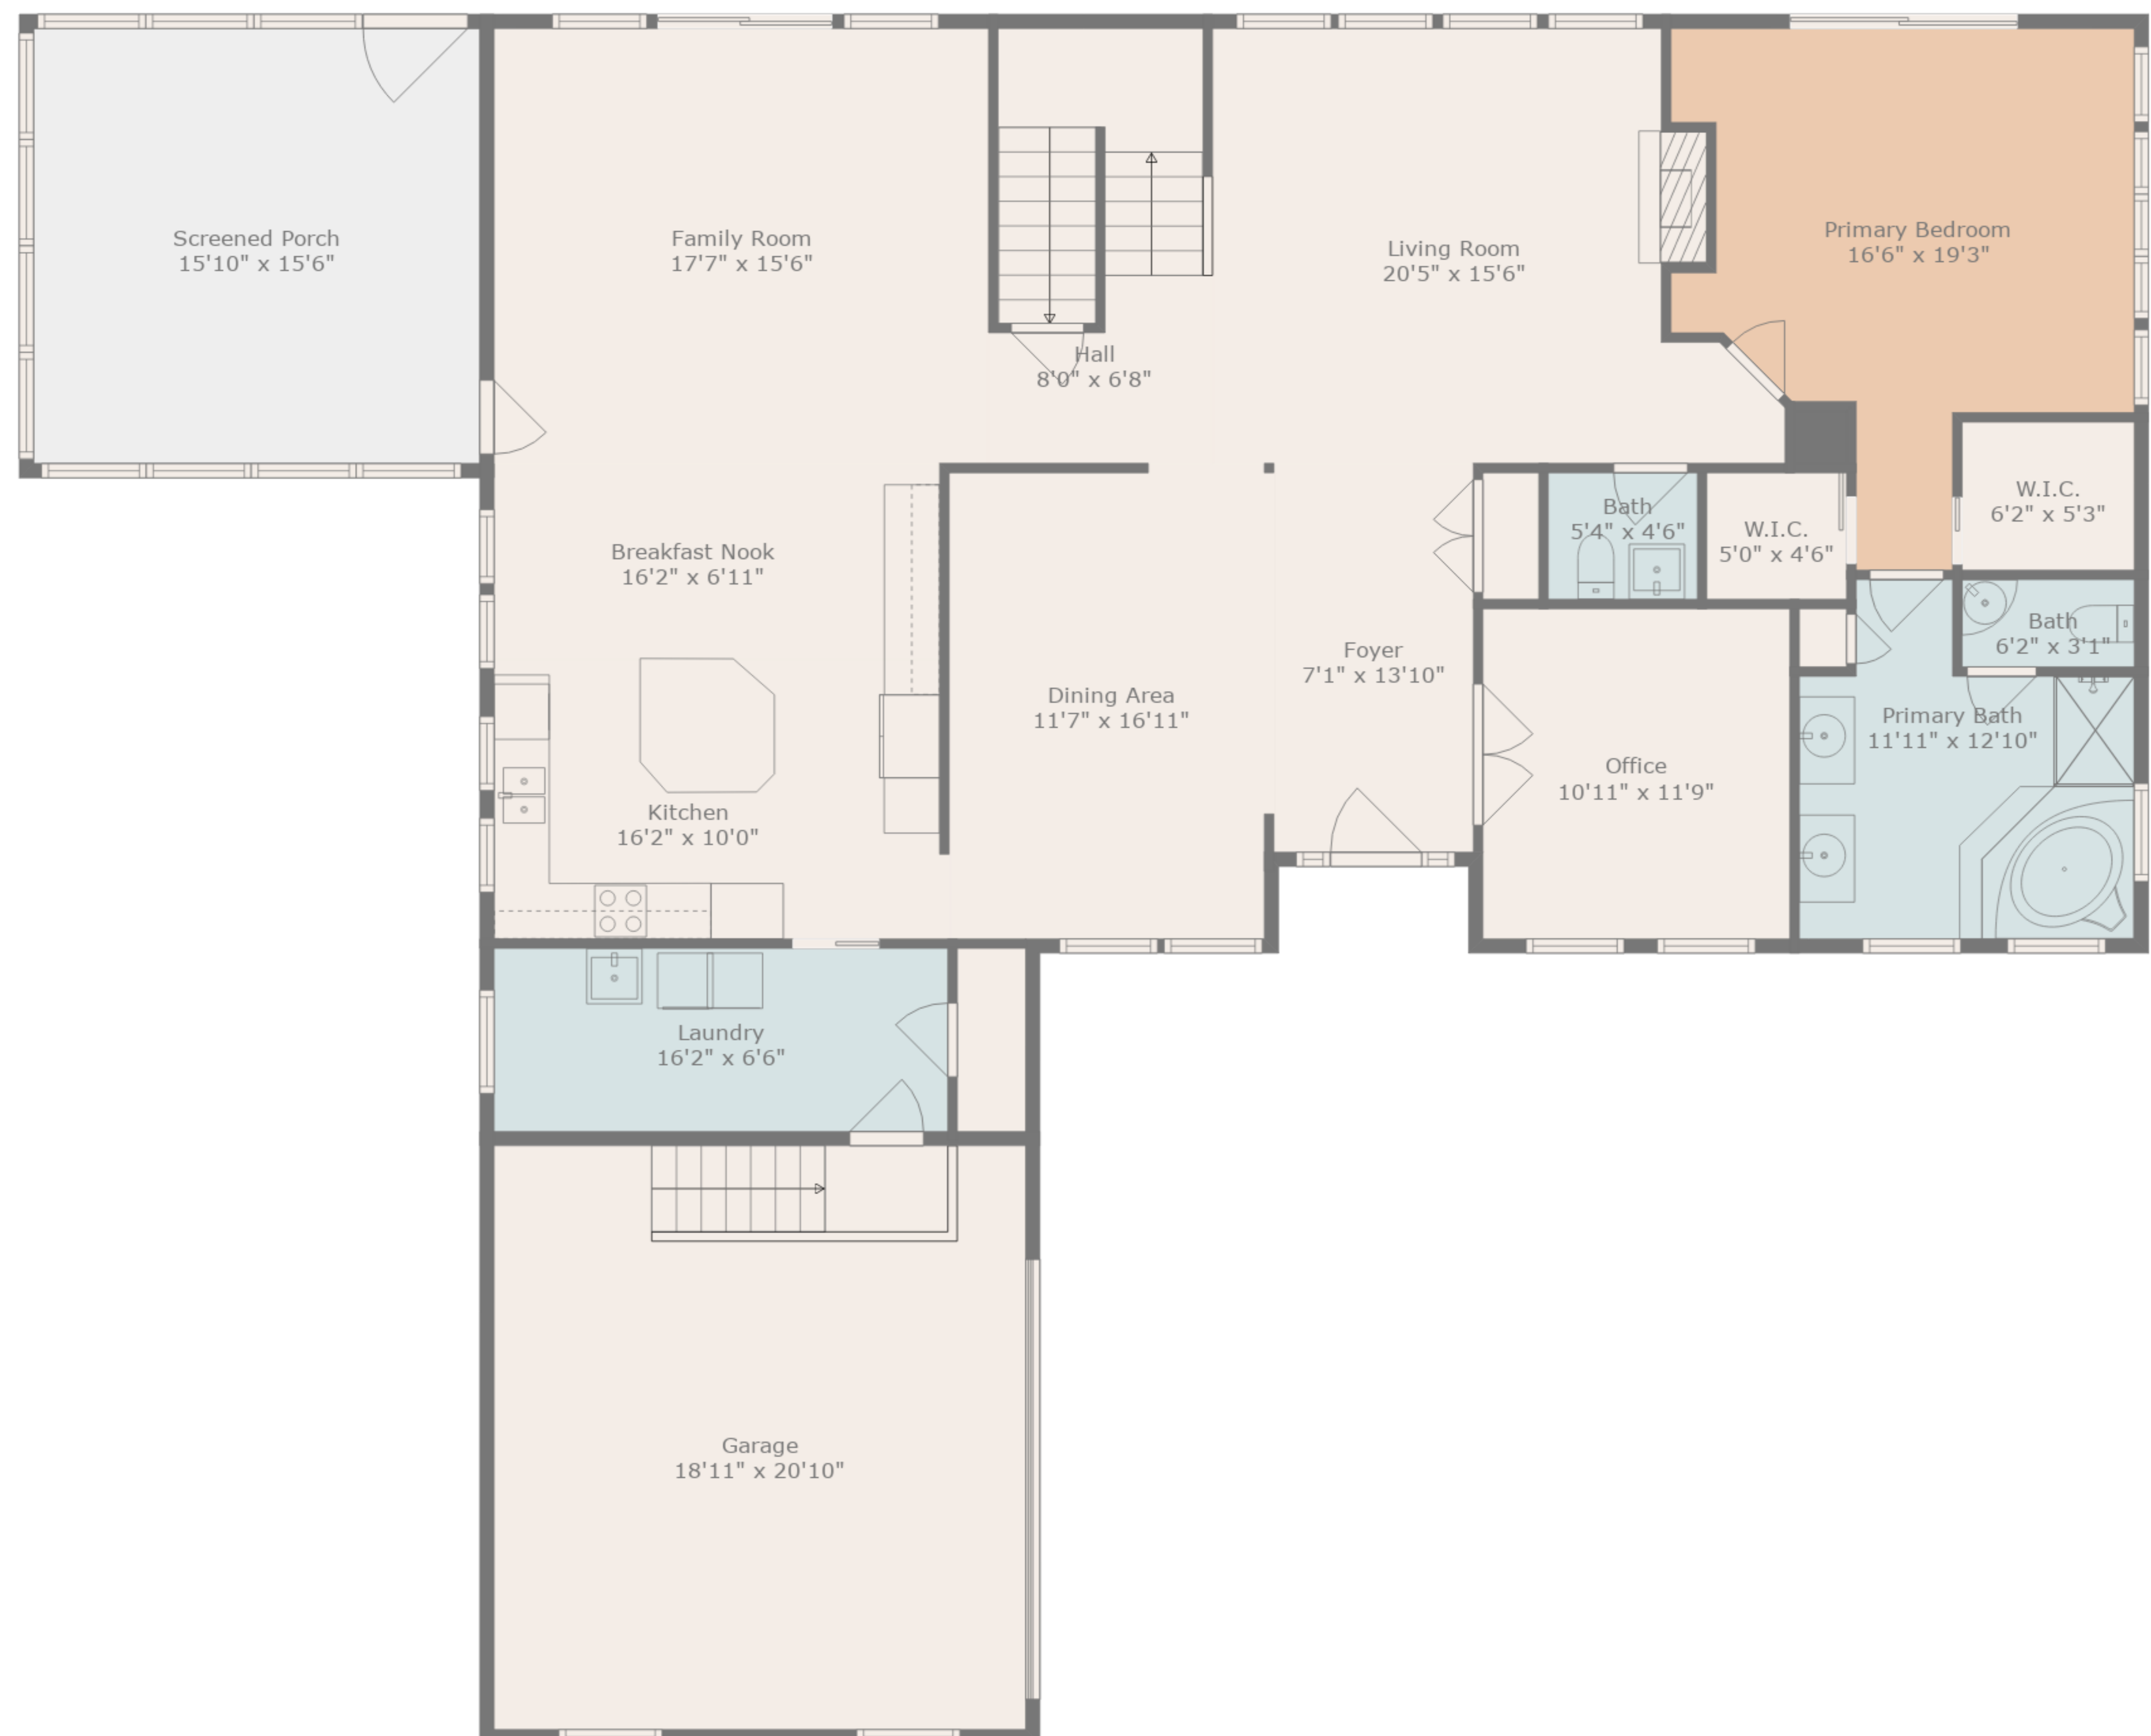 Screened Porch
15'10" x 15'6"
Family Room
17'7" x 15'6"
Living Room
20'5" x 15'6"
Primary Bedroom
16'6" x 19'3"
Hall
8'0" x 6'8"
Breakfast Nook
16'2" x 6'11"
Bath
5'4" x 4'6"
W.I.C.
5'0" x 4'6"
W.I.C.
6'2" x 5'3"
Foyer
7'1" x 13'10"
Bath
6'2" x 3'1"
Dining Area
11'7" x 16'11"
Primary Bath
11'11" x 12'10"
Office
10'11" x 11'9"
Kitchen
16'2" x 10'0"
Laundry
16'2" x 6'6"
Garage
18'11" x 20'10"